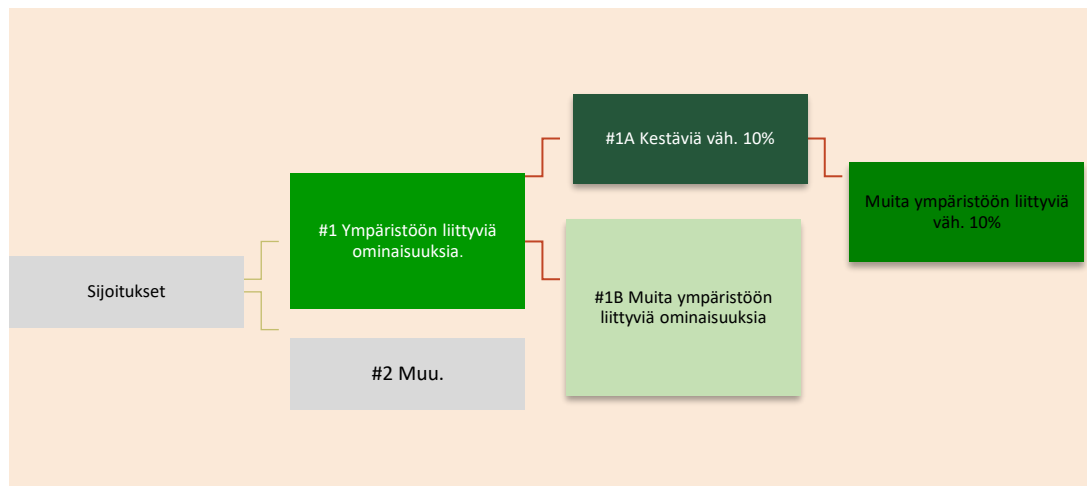 Sijoitukset
#1 Ympäristöön liittyviä
ominaisuuksia.
#2 Muu.
#1A Kestäviä väh. 10%
#1B Muita ympäristöön
liittyviä ominaisuuksia
Muita ympäristöön liittyviä
väh. 10%